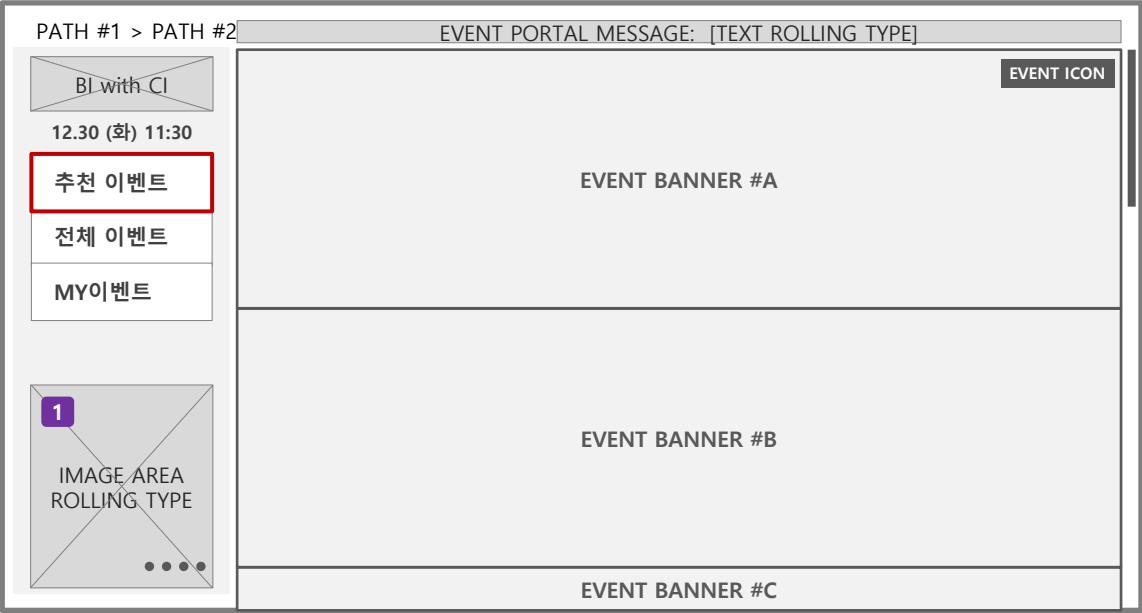 PATH #1 > PATH #2
EVENT PORTAL MESSAGE: [TEXT ROLLING TYPE]
BI with CI
12.30 (화) 11:30
추천 이벤트
전체 이벤트
MY이벤트
1
IMAGE AREA
ROLLING TYPE
EVENT ICON
EVENT BANNER #A
EVENT BANNER #B
EVENT BANNER #C